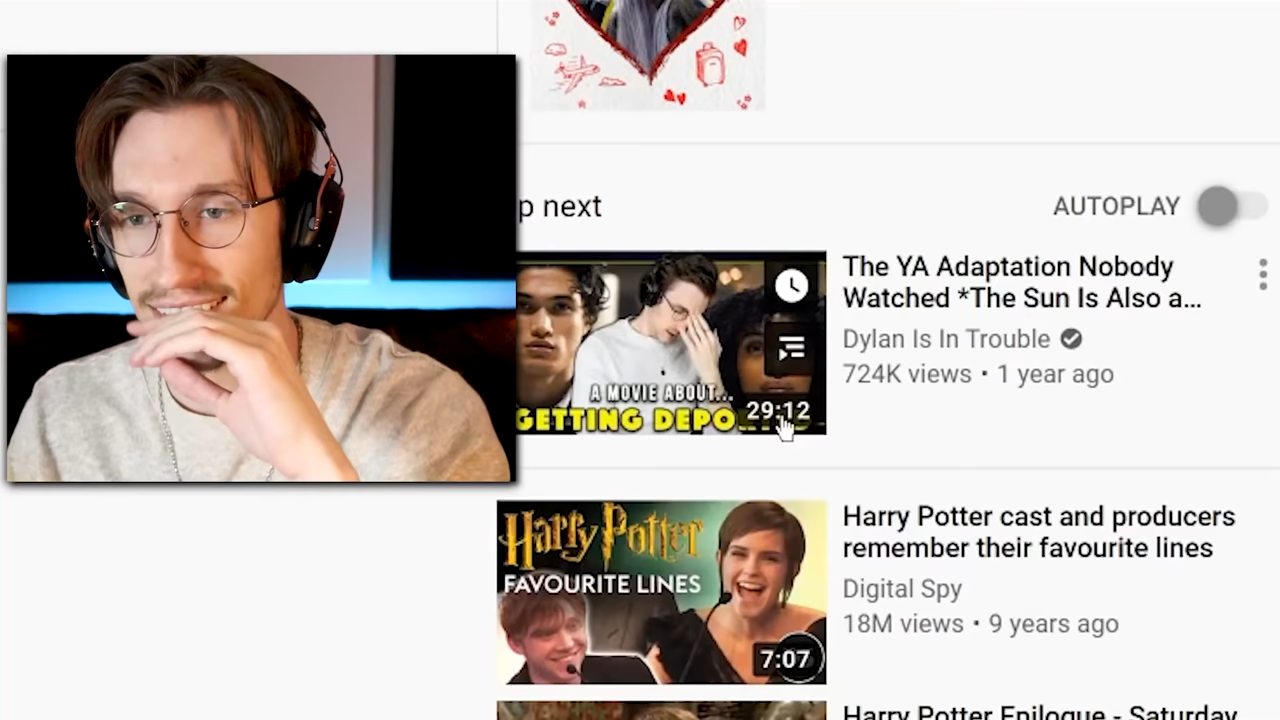 p next
AUTOPLAY
A MOVIE ABOUT...
GETTING DEPO
29:12
The YA Adaptation Nobody
Watched *The Sun Is Also a...
Dylan Is In Trouble
724K views • 1 year ago
Harry Potter
FAVOURITE LINES
7:07
Harry Potter cast and producers
remember their favourite lines
Digital Spy
18M views • 9 years ago
Harry Potter Epilogue - Saturday